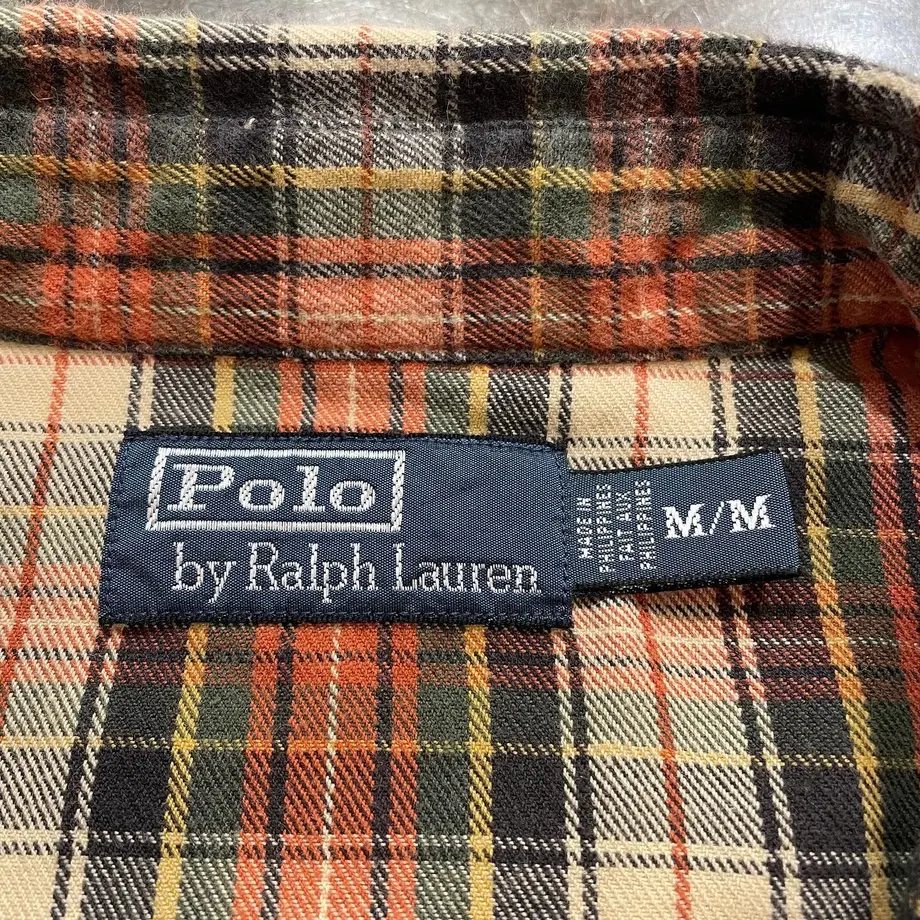 Polo
by Ralph Lauren
MADE IN
PHILIPPINES
FAIT AUX
PHILIPPINES
M/M